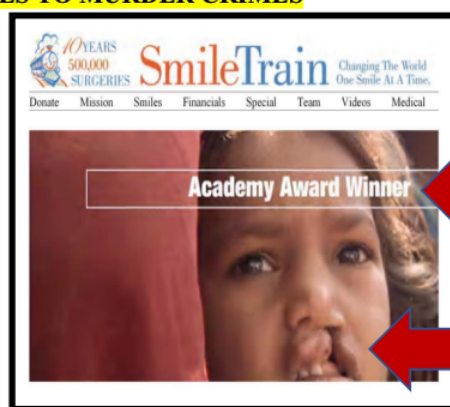 ES TO MURDER CRIMES
10 YEARS
500,000
SURGERIES
SmileTrain
Changing The World
One Smile At A Time.
Donate Mission Smiles Financials Special Team Videos Medical
Academy Award Winner